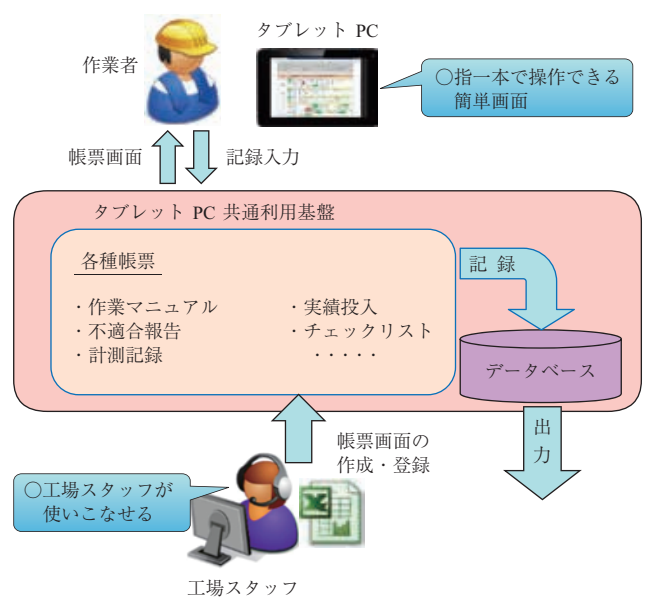 タブレット PC
作業者
○指一本で操作できる
簡単画面
帳票画面
記録入力
タブレット PC 共通利用基盤
各種帳票
・作業マニュアル
・不適合報告
・計測記録
・実績投入
・チェックリスト
・・・・・
記 録
データベース
出
力
帳票画面の
作成・登録
○工場スタッフが
使いこなせる
工場スタッフ